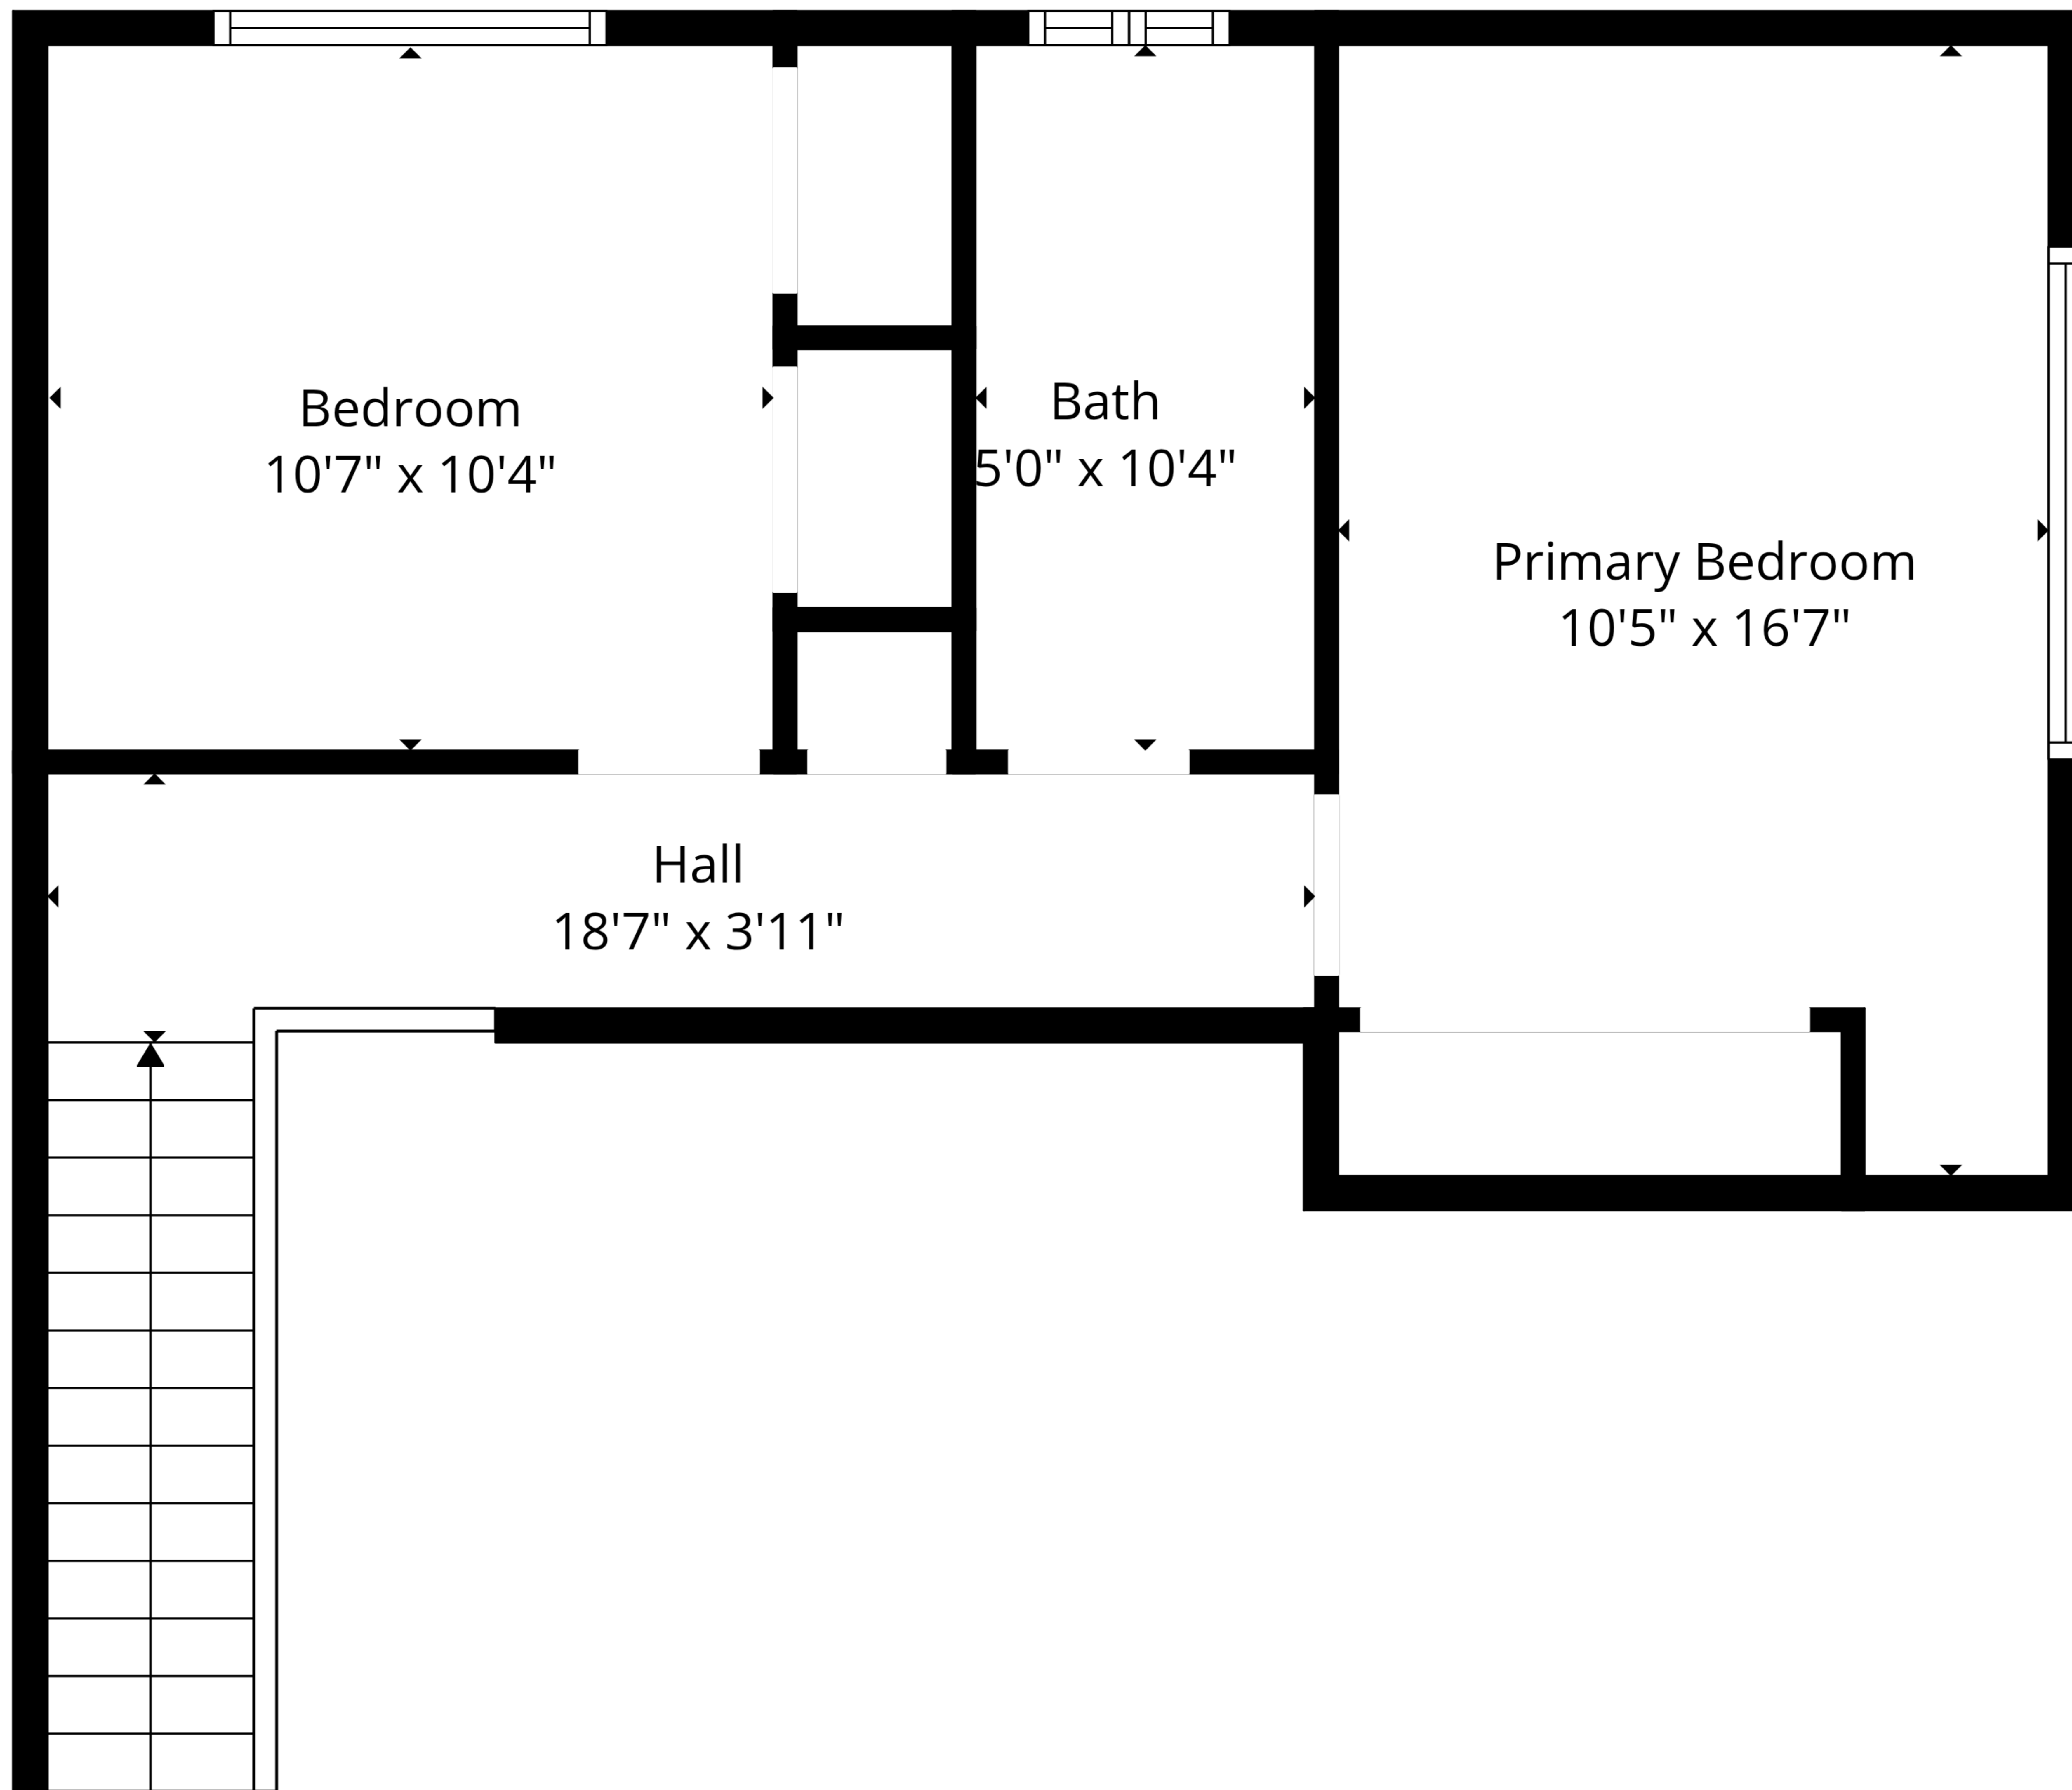 Bedroom
10'7" x 10'4"
Bath
5'0" x 10'4"
Primary Bedroom
10'5" x 16'7"
Hall
18'7" x 3'11"